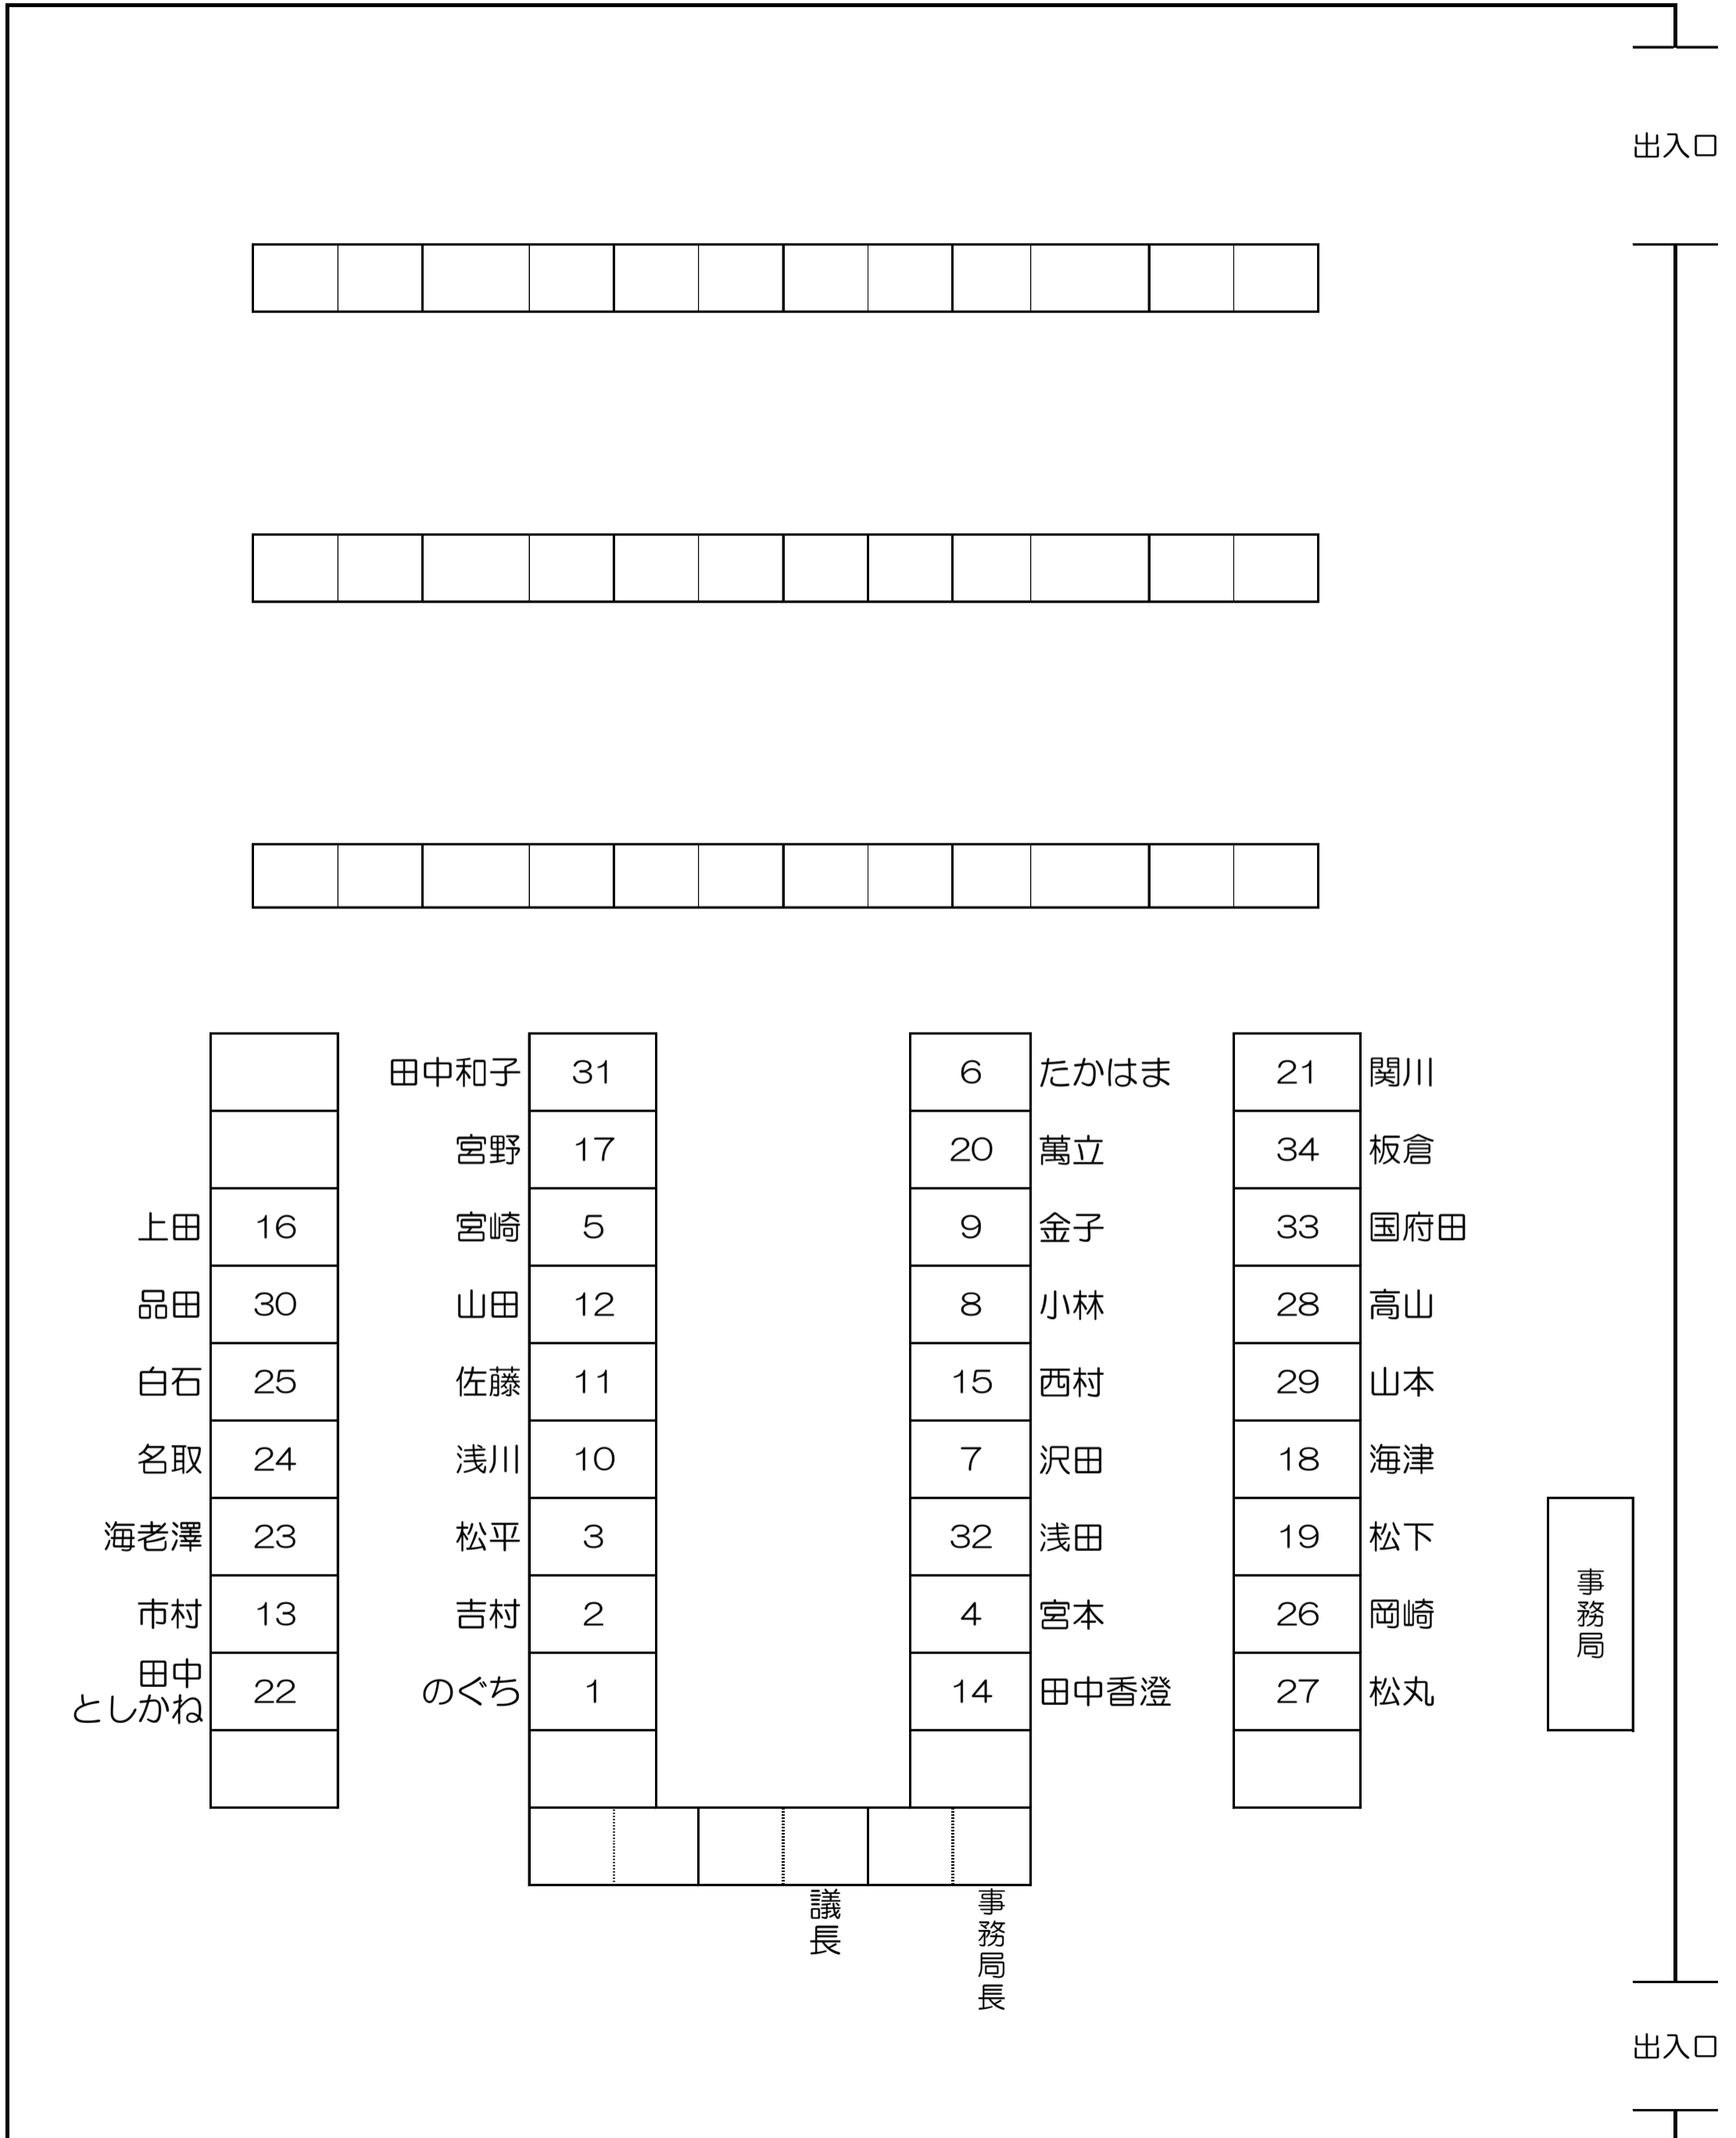 出入口
田中和子 31 6 たかはま 21 関川
宮野 17 20 萬立 34 板倉
上田 16 宮崎 5 9 金子 33 国府田
品田 30 山田 12 8 小林 28 高山
白石 25 佐藤 11 15 西村 29 山本
名取 24 浅川 10 7 沢田 18 海津
海老澤 23 松平 3 32 浅田 19 松下
市村 13 吉村 2 4 宮本 26 岡崎
田中
としかね 22 のぐち 1 14 田中香澄 27 松丸
事務局
議長
事務局長
出入口